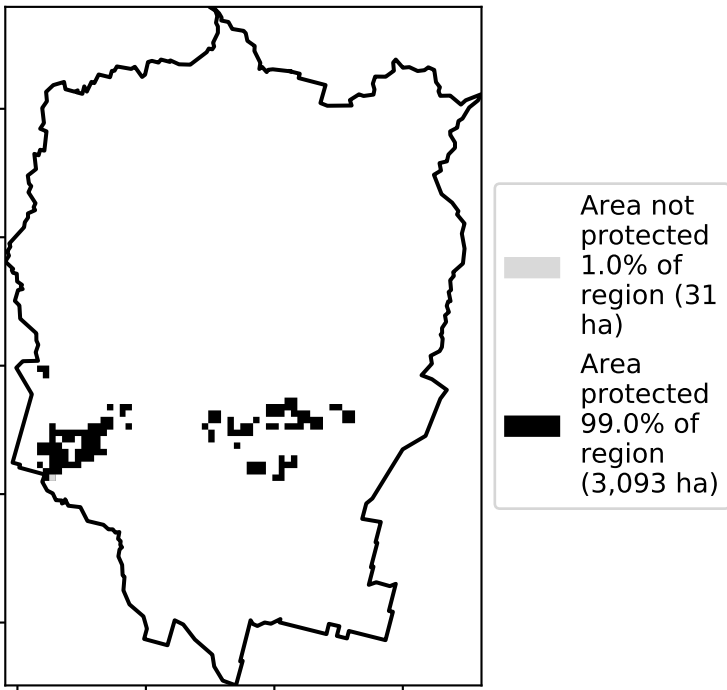 Area not
protected
1.0% of
region (31
ha)
Area
protected
99.0% of
region
(3,093 ha)